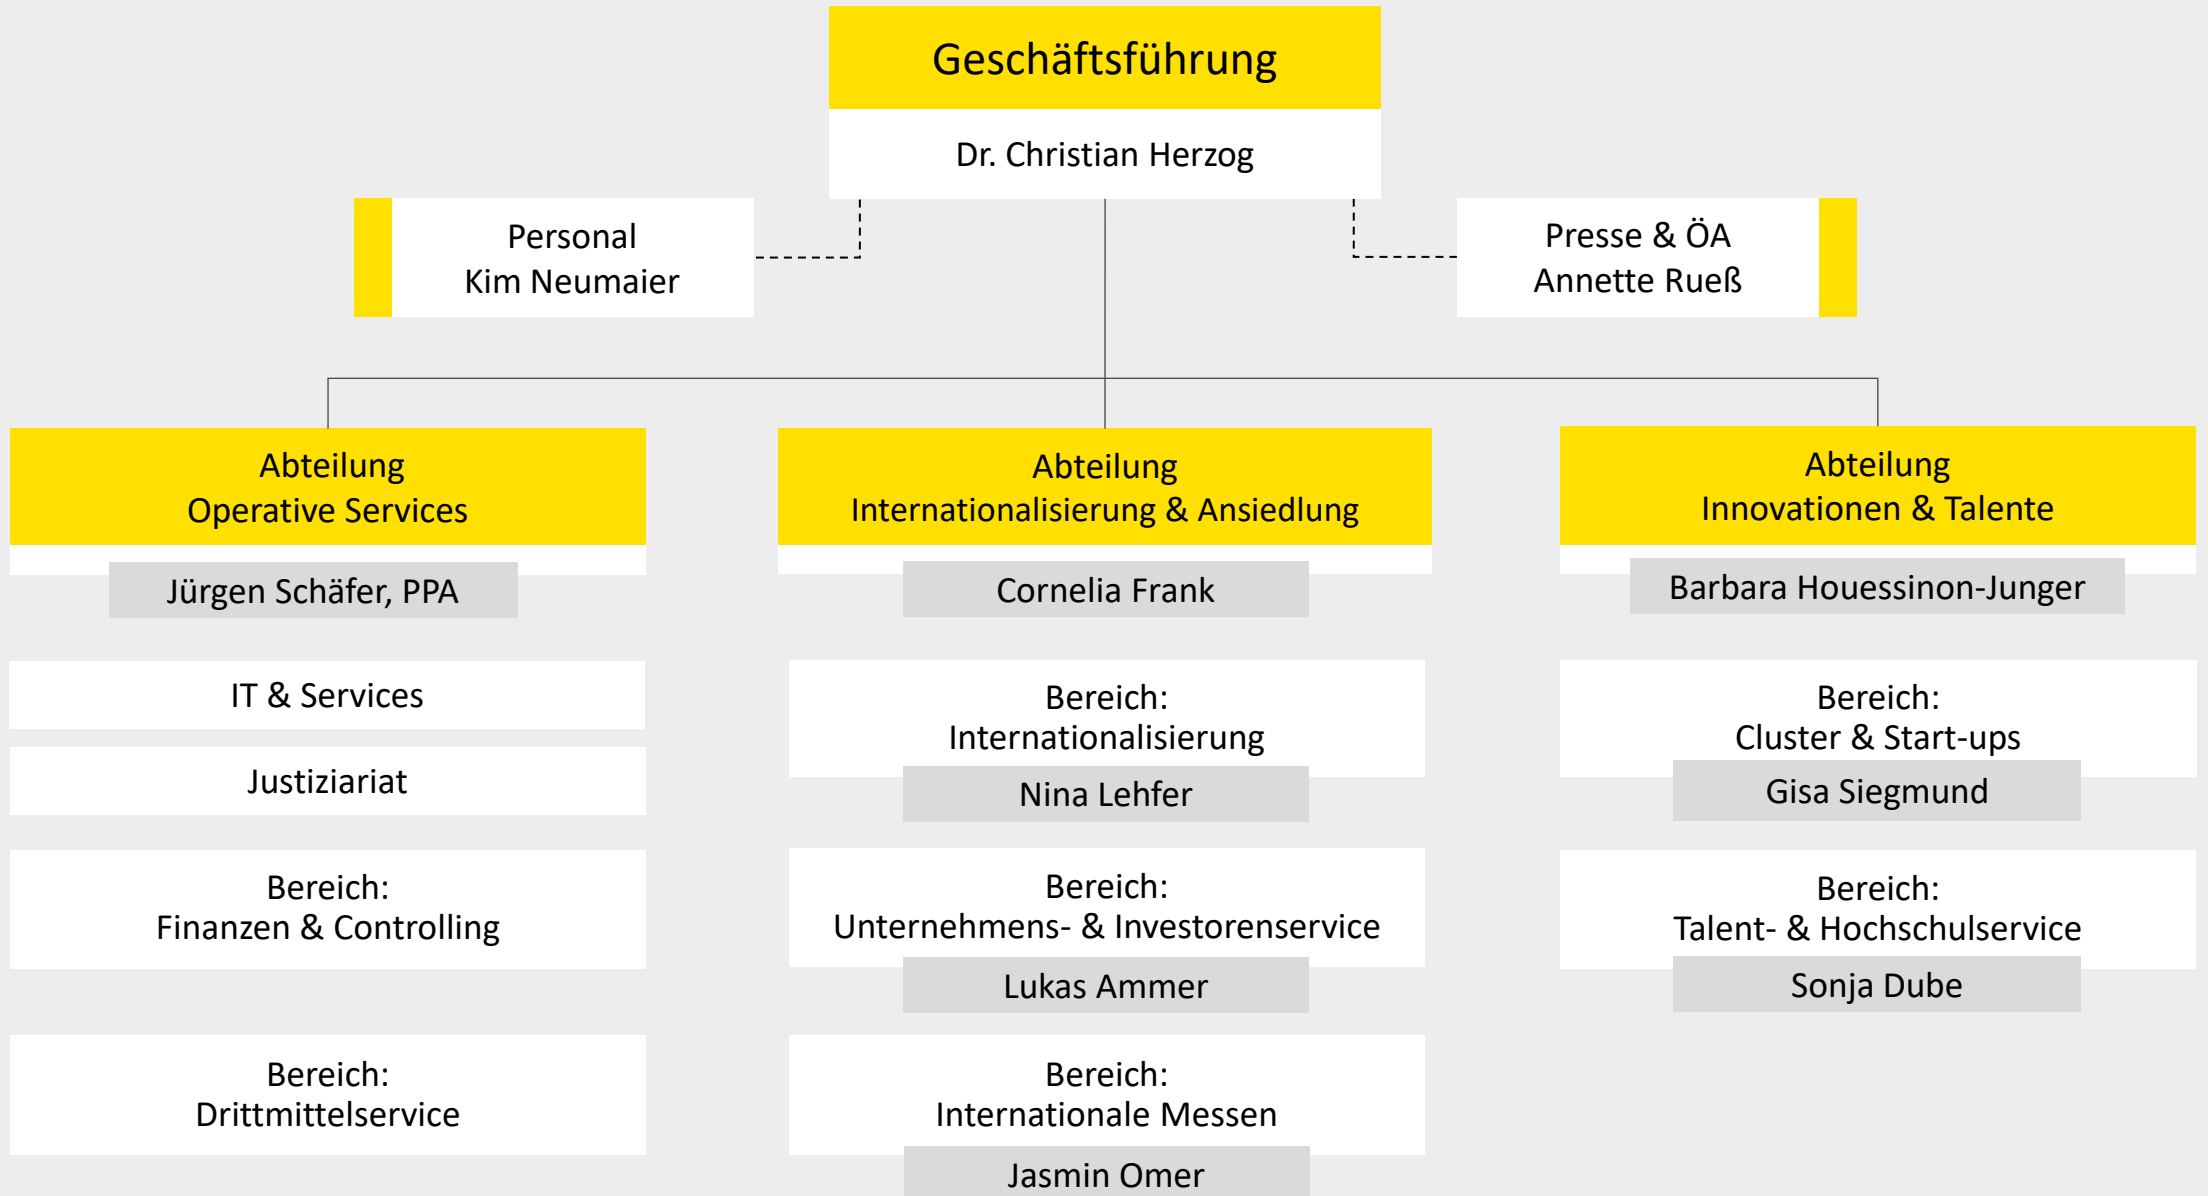 Geschäftsführung
Dr. Christian Herzog
Personal
Kim Neumaier
Presse & ÖA
Annette Rueß
Abteilung
Operative Services
Jürgen Schäfer, PPA
IT & Services
Justiziariat
Bereich:
Finanzen & Controlling
Bereich:
Drittmittelservice
Abteilung
Internationalisierung & Ansiedlung
Cornelia Frank
Bereich:
Internationalisierung
Nina Lehfer
Bereich:
Unternehmens- & Investorenservice
Lukas Ammer
Bereich:
Internationale Messen
Jasmin Omer
Abteilung
Innovationen & Talente
Barbara Houessinon-Junger
Bereich:
Cluster & Start-ups
Gisa Siegmund
Bereich:
Talent- & Hochschulservice
Sonja Dube